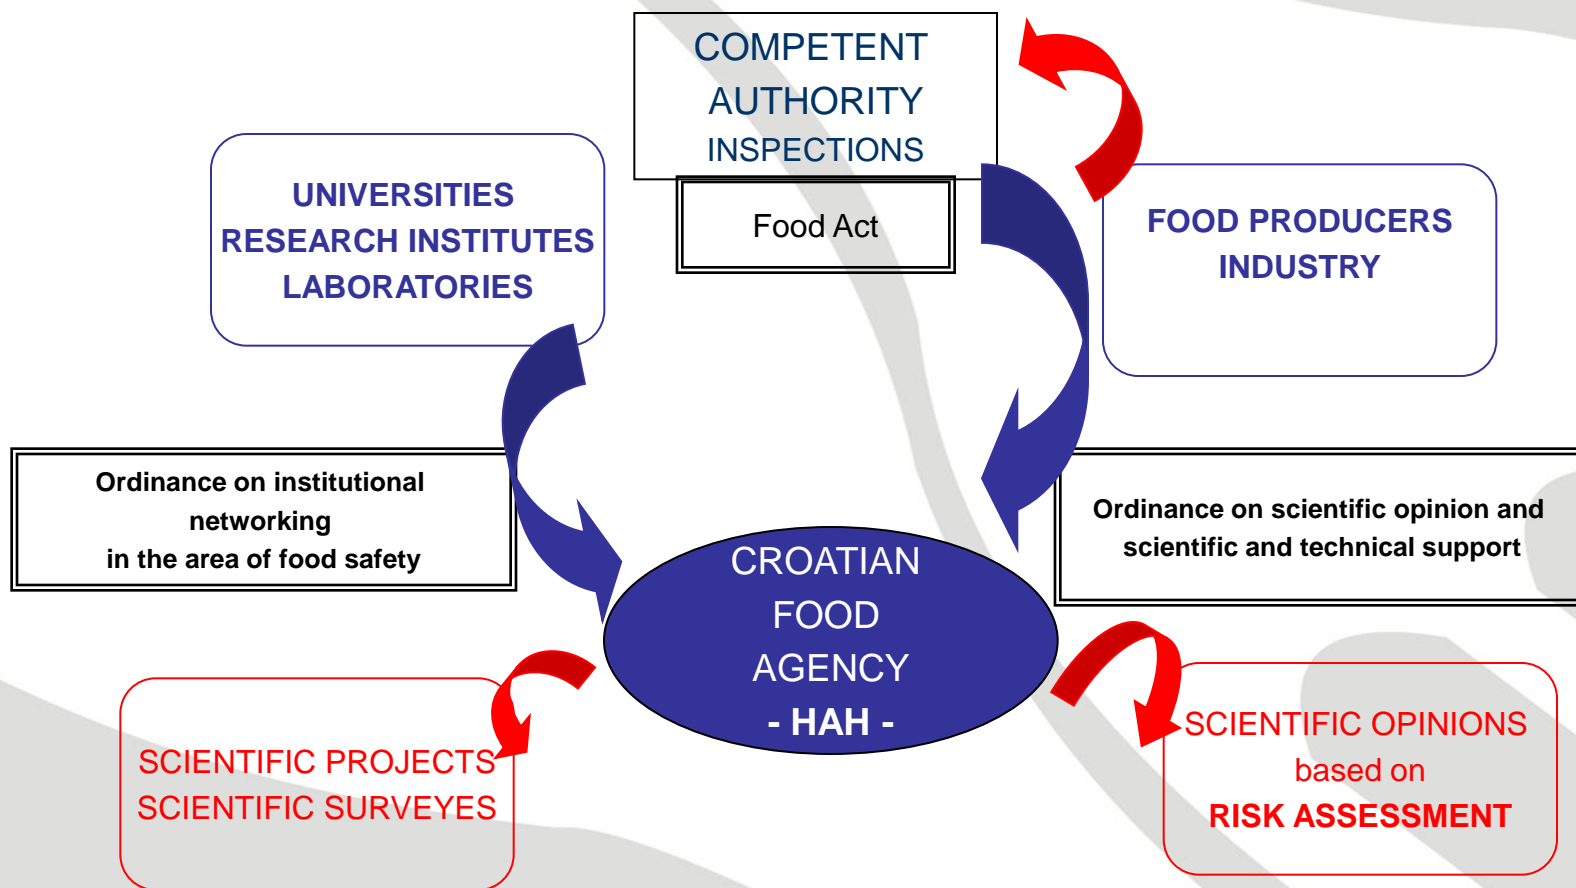 COMPETENT
AUTHORITY
INSPECTIONS
Food Act
UNIVERSITIES
RESEARCH INSTITUTES
LABORATORIES
FOOD PRODUCERS
INDUSTRY
Ordinance on institutional
networking
in the area of food safety
Ordinance on scientific opinion and
scientific and technical support
CROATIAN
FOOD
AGENCY
- HAH -
SCIENTIFIC PROJECTS
SCIENTIFIC SURVEYES
SCIENTIFIC OPINIONS
based on
RISK ASSESSMENT